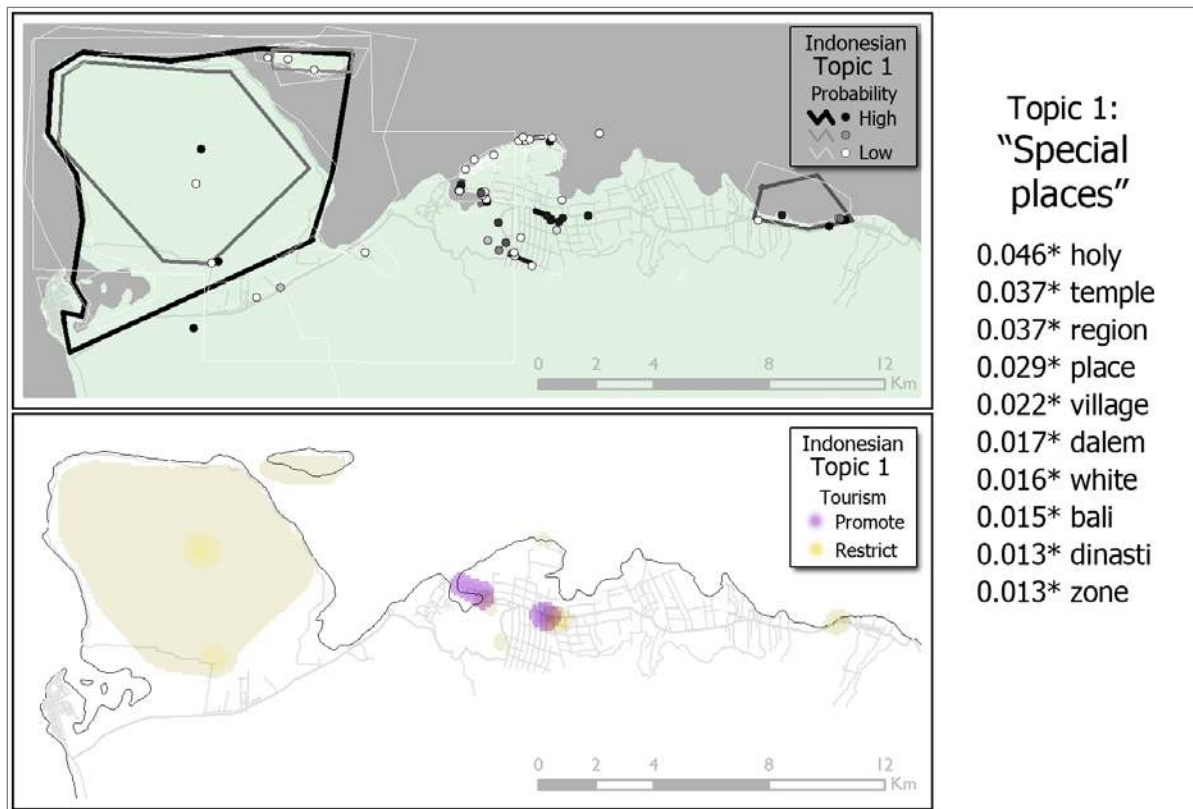 Indonesian
Topic 1
Probability
High
Low
0 2 4 8 12
Km
Indonesian
Topic 1
Tourism
Promote
Restrict
0 2 4 8 12
Km
Topic 1:
“Special
places”
0.046* holy
0.037* temple
0.037* region
0.029* place
0.022* village
0.017* dalem
0.016* white
0.015* bali
0.013* dinasti
0.013* zone